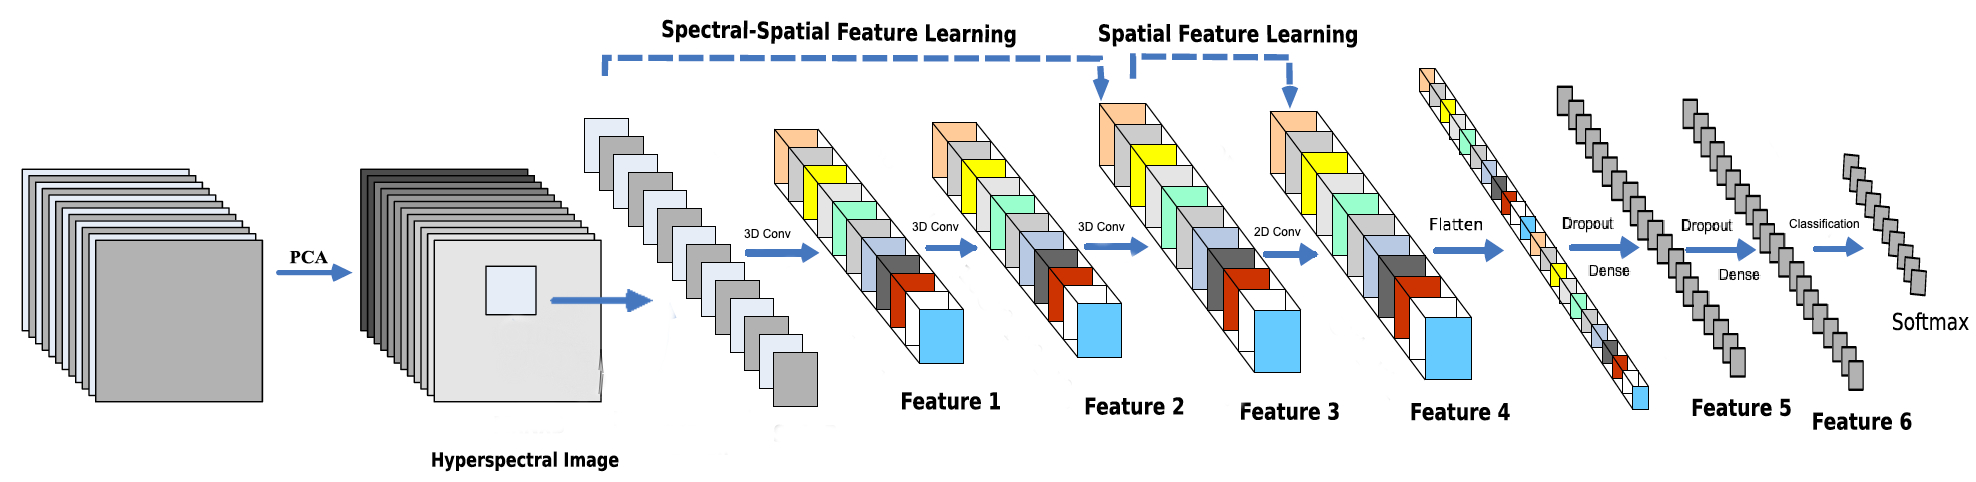 Spectral-Spatial Feature Learning
Spatial Feature Learning
PCA
3D Conv
3D Conv
3D Conv
2D Conv
Flatten
Dropout
Dense
Dropout
Dense
Classification
Softmax
Feature 1
Feature 2
Feature 3
Feature 4
Feature 5
Feature 6
Hyperspectral Image